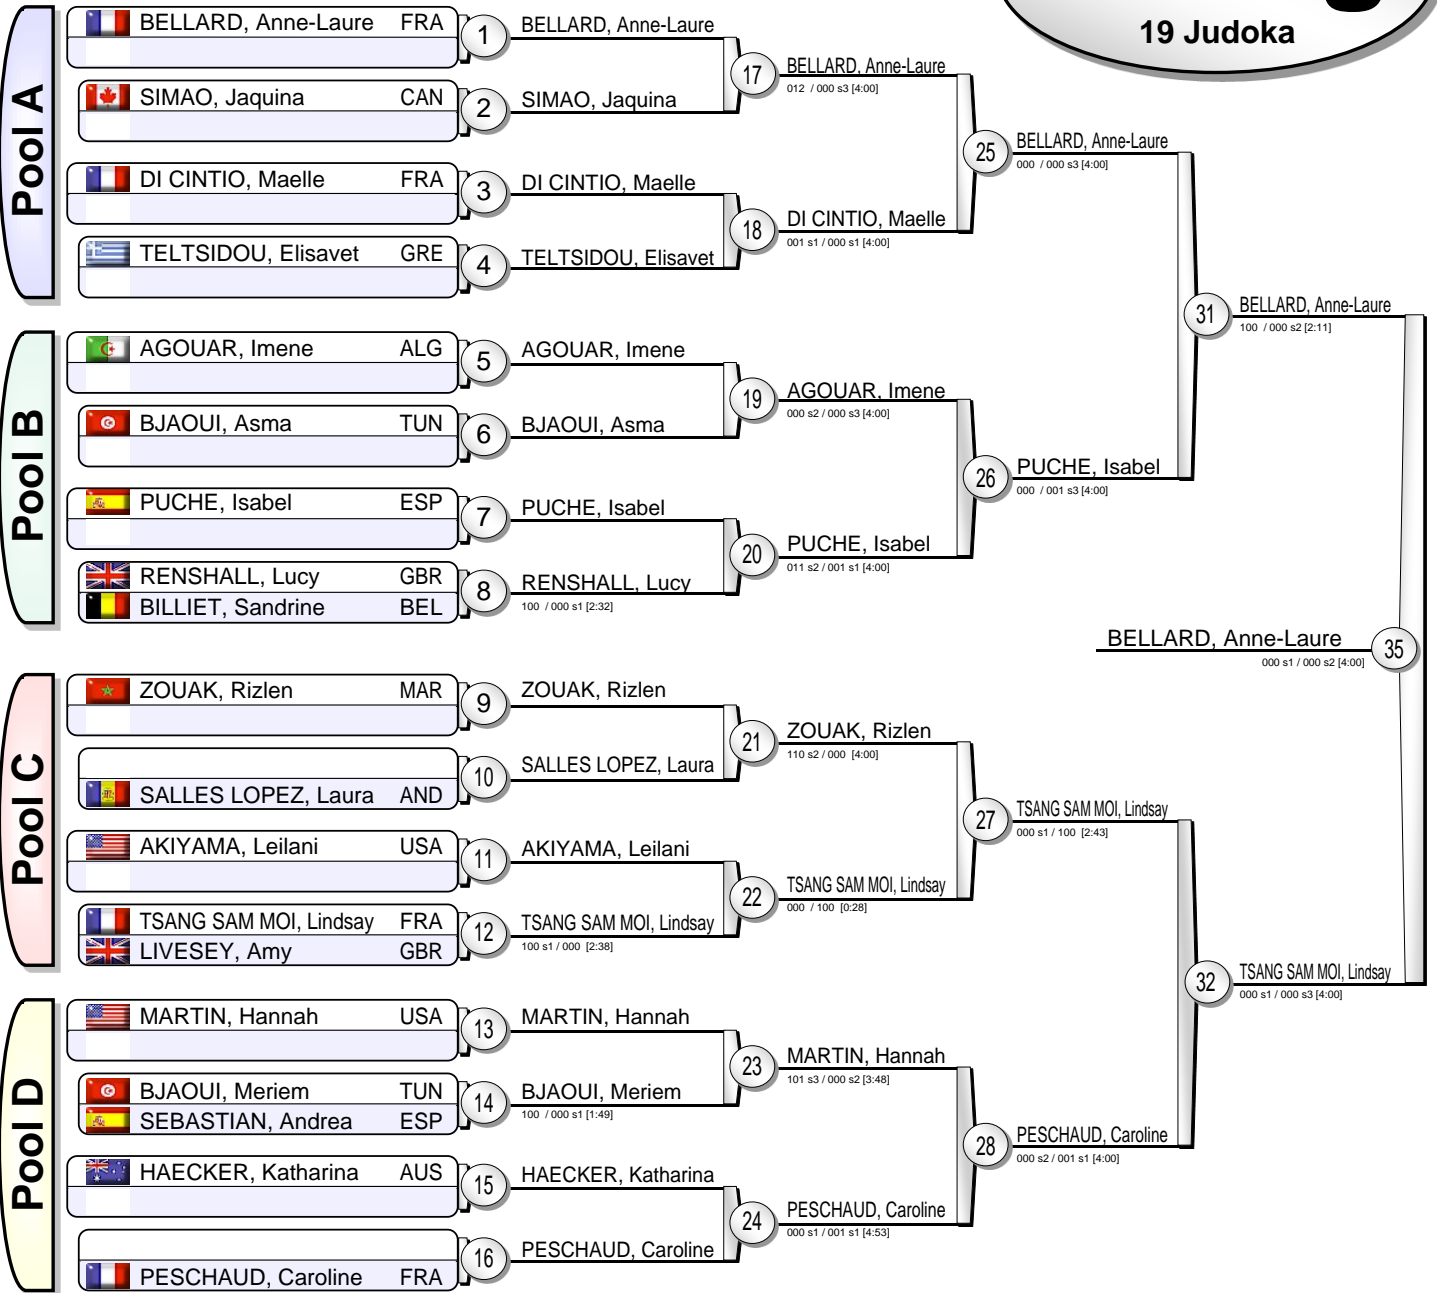 19 Judoka
Pool A
BELLARD, Anne-Laure FRA
1
SIMAO, Jaquina CAN
2
DI CINTIO, Maelle FRA
3
TELTSIDOU, Elisavet GRE
4
Pool B
AGOUAR, Imene ALG
5
BJAOUI, Asma TUN
6
PUCHE, Isabel ESP
7
RENSHALL, Lucy GBR
BILLIET, Sandrine BEL
8
Pool C
ZOUAK, Rizlen MAR
9
SALLES LOPEZ, Laura AND
10
AKIYAMA, Leilani USA
11
TSANG SAM MOI, Lindsay FRA
LIVESEY, Amy GBR
12
Pool D
MARTIN, Hannah USA
13
BJAOUI, Meriem TUN
SEBASTIAN, Andrea ESP
14
HAECKER, Katharina AUS
15
PESCHAUD, Caroline FRA
16
BELLARD, Anne-Laure
SIMAO, Jaquina
17
DI CINTIO, Maelle
TELTSIDOU, Elisavet
18
AGOUAR, Imene
BJAOUI, Asma
19
PUCHE, Isabel
RENSHALL, Lucy
100 / 000 s1 [2:32]
20
ZOUAK, Rizlen
SALLES LOPEZ, Laura
21
AKIYAMA, Leilani
TSANG SAM MOI, Lindsay
100 s1 / 000 [2:38]
22
MARTIN, Hannah
BJAOUI, Meriem
100 / 000 s1 [1:49]
23
HAECKER, Katharina
PESCHAUD, Caroline
24
BELLARD, Anne-Laure
012 / 000 s3 [4:00]
DI CINTIO, Maelle
001 s1 / 000 s1 [4:00]
25
AGOUAR, Imene
000 s2 / 000 s3 [4:00]
PUCHE, Isabel
011 s2 / 001 s1 [4:00]
26
ZOUAK, Rizlen
110 s2 / 000 [4:00]
TSANG SAM MOI, Lindsay
000 / 100 [0:28]
27
MARTIN, Hannah
101 s3 / 000 s2 [3:48]
PESCHAUD, Caroline
000 s1 / 001 s1 [4:53]
28
BELLARD, Anne-Laure
000 / 000 s3 [4:00]
PUCHE, Isabel
000 / 001 s3 [4:00]
31
TSANG SAM MOI, Lindsay
000 s1 / 100 [2:43]
PESCHAUD, Caroline
000 s2 / 001 s1 [4:00]
32
BELLARD, Anne-Laure
100 / 000 s2 [2:11]
TSANG SAM MOI, Lindsay
000 s1 / 000 s3 [4:00]
BELLARD, Anne-Laure
000 s1 / 000 s2 [4:00]
35